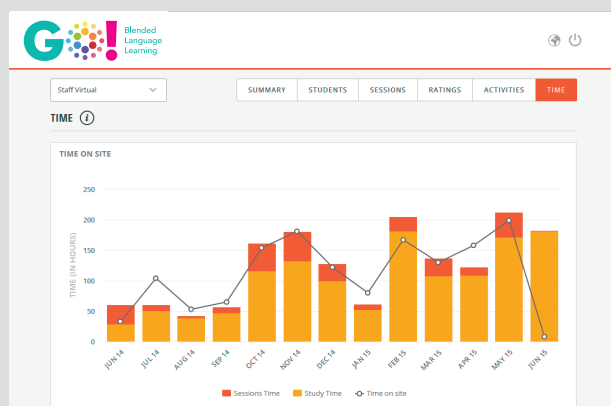 GO!
Blended
Language
Learning
Staff Virtual
SUMMARY STUDENTS SESSIONS RATINGS ACTIVITIES TIME
TIME i
TIME ON SITE
TIME (IN HOURS)
250
200
150
100
50
0
JUN 14 JUL 14 AUG 14 SEP 14 OCT 14 NOV 14 DEC 14 JAN 15 FEB 15 MAR 15 APR 15 MAY 15 JUN 15
Sessions Time Study Time Time on site